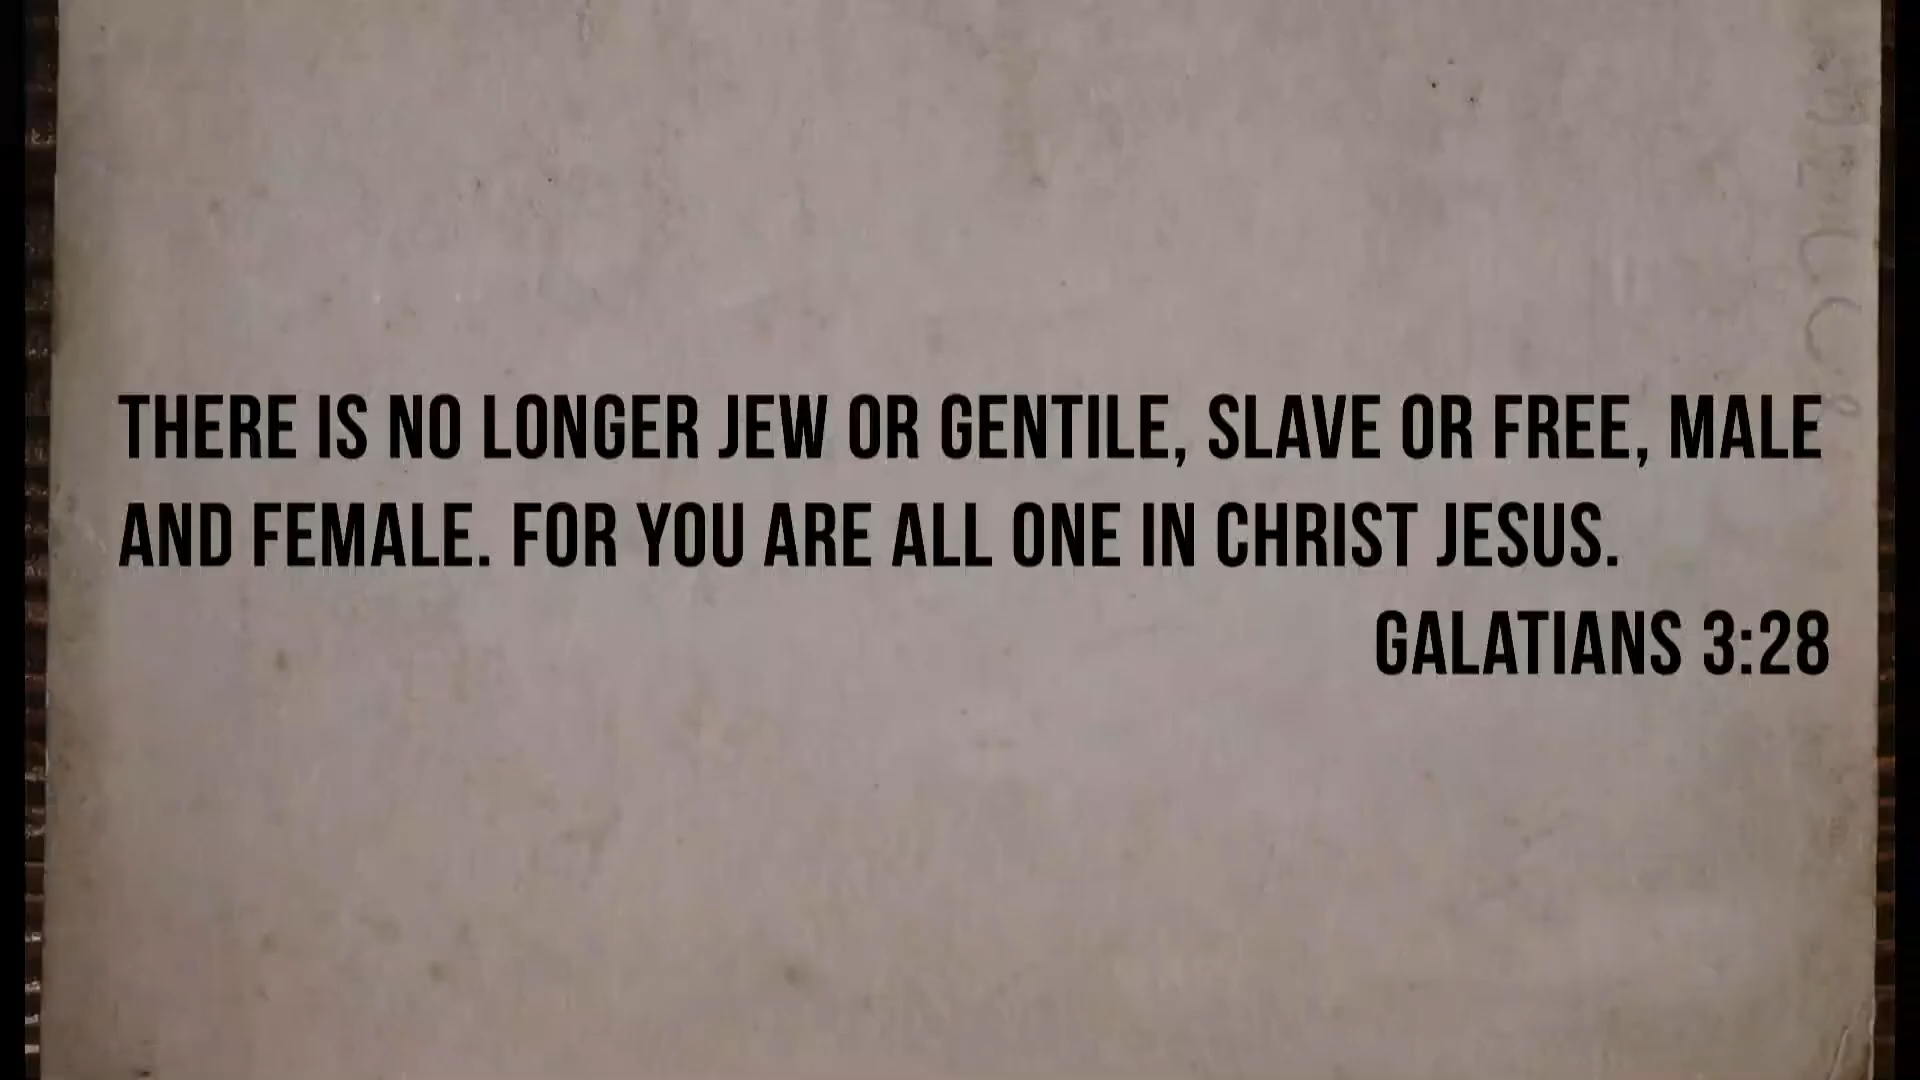 THERE IS NO LONGER JEW OR GENTILE, SLAVE OR FREE, MALE
AND FEMALE. FOR YOU ARE ALL ONE IN CHRIST JESUS.
GALATIANS 3:28